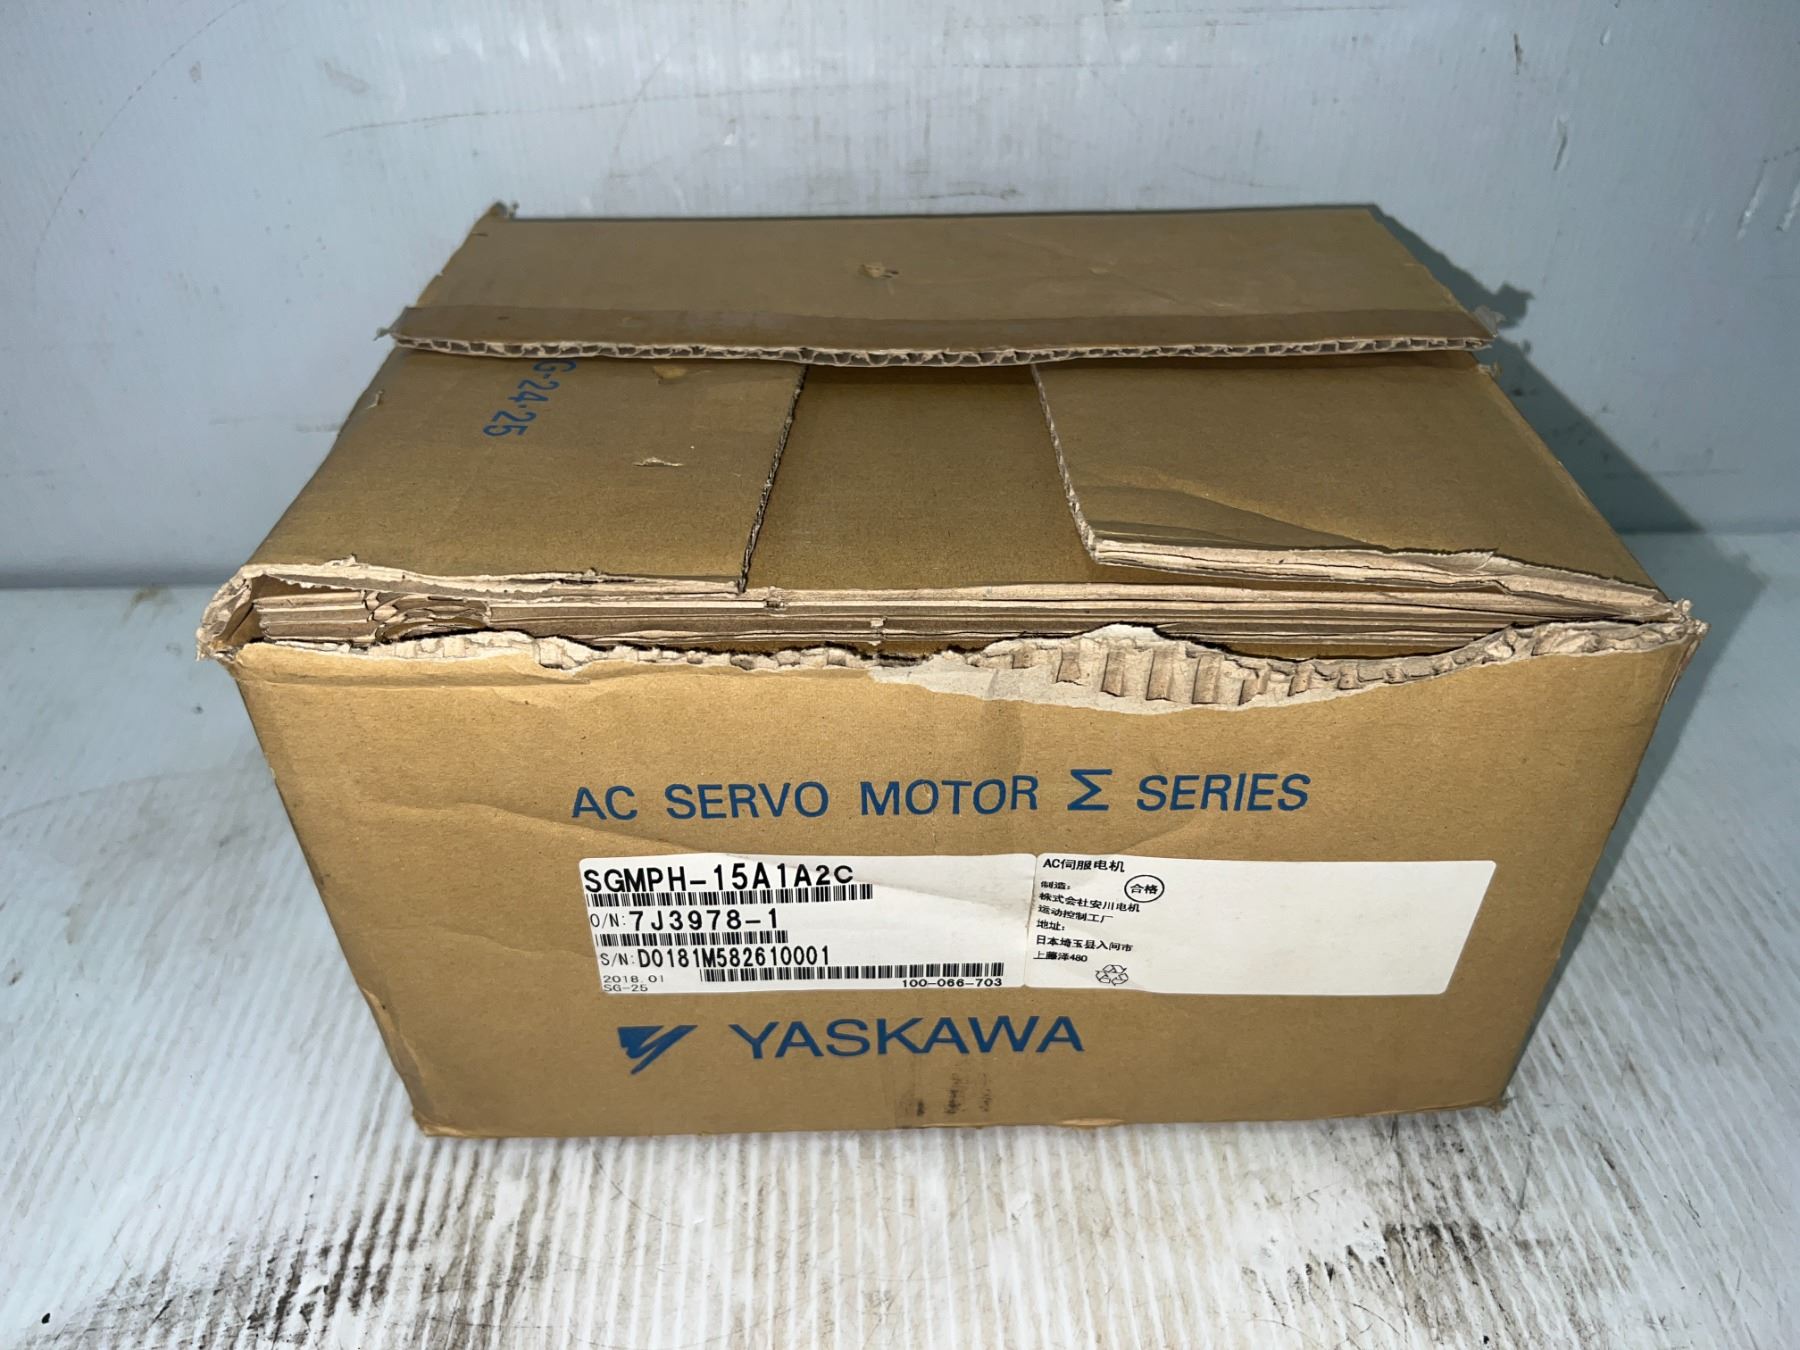 G-24·25
AC SERVO MOTOR Σ SERIES
SGMPH-15A1A2C
O/N:7J3978-1
S/N:D0181M582610001
2018.01
SG-25
100-066-703
AC伺服电机
制造:
合格
株式会社安川电机
运动控制工厂
地址:
日本埼玉县入间市
上藤泽480
YASKAWA